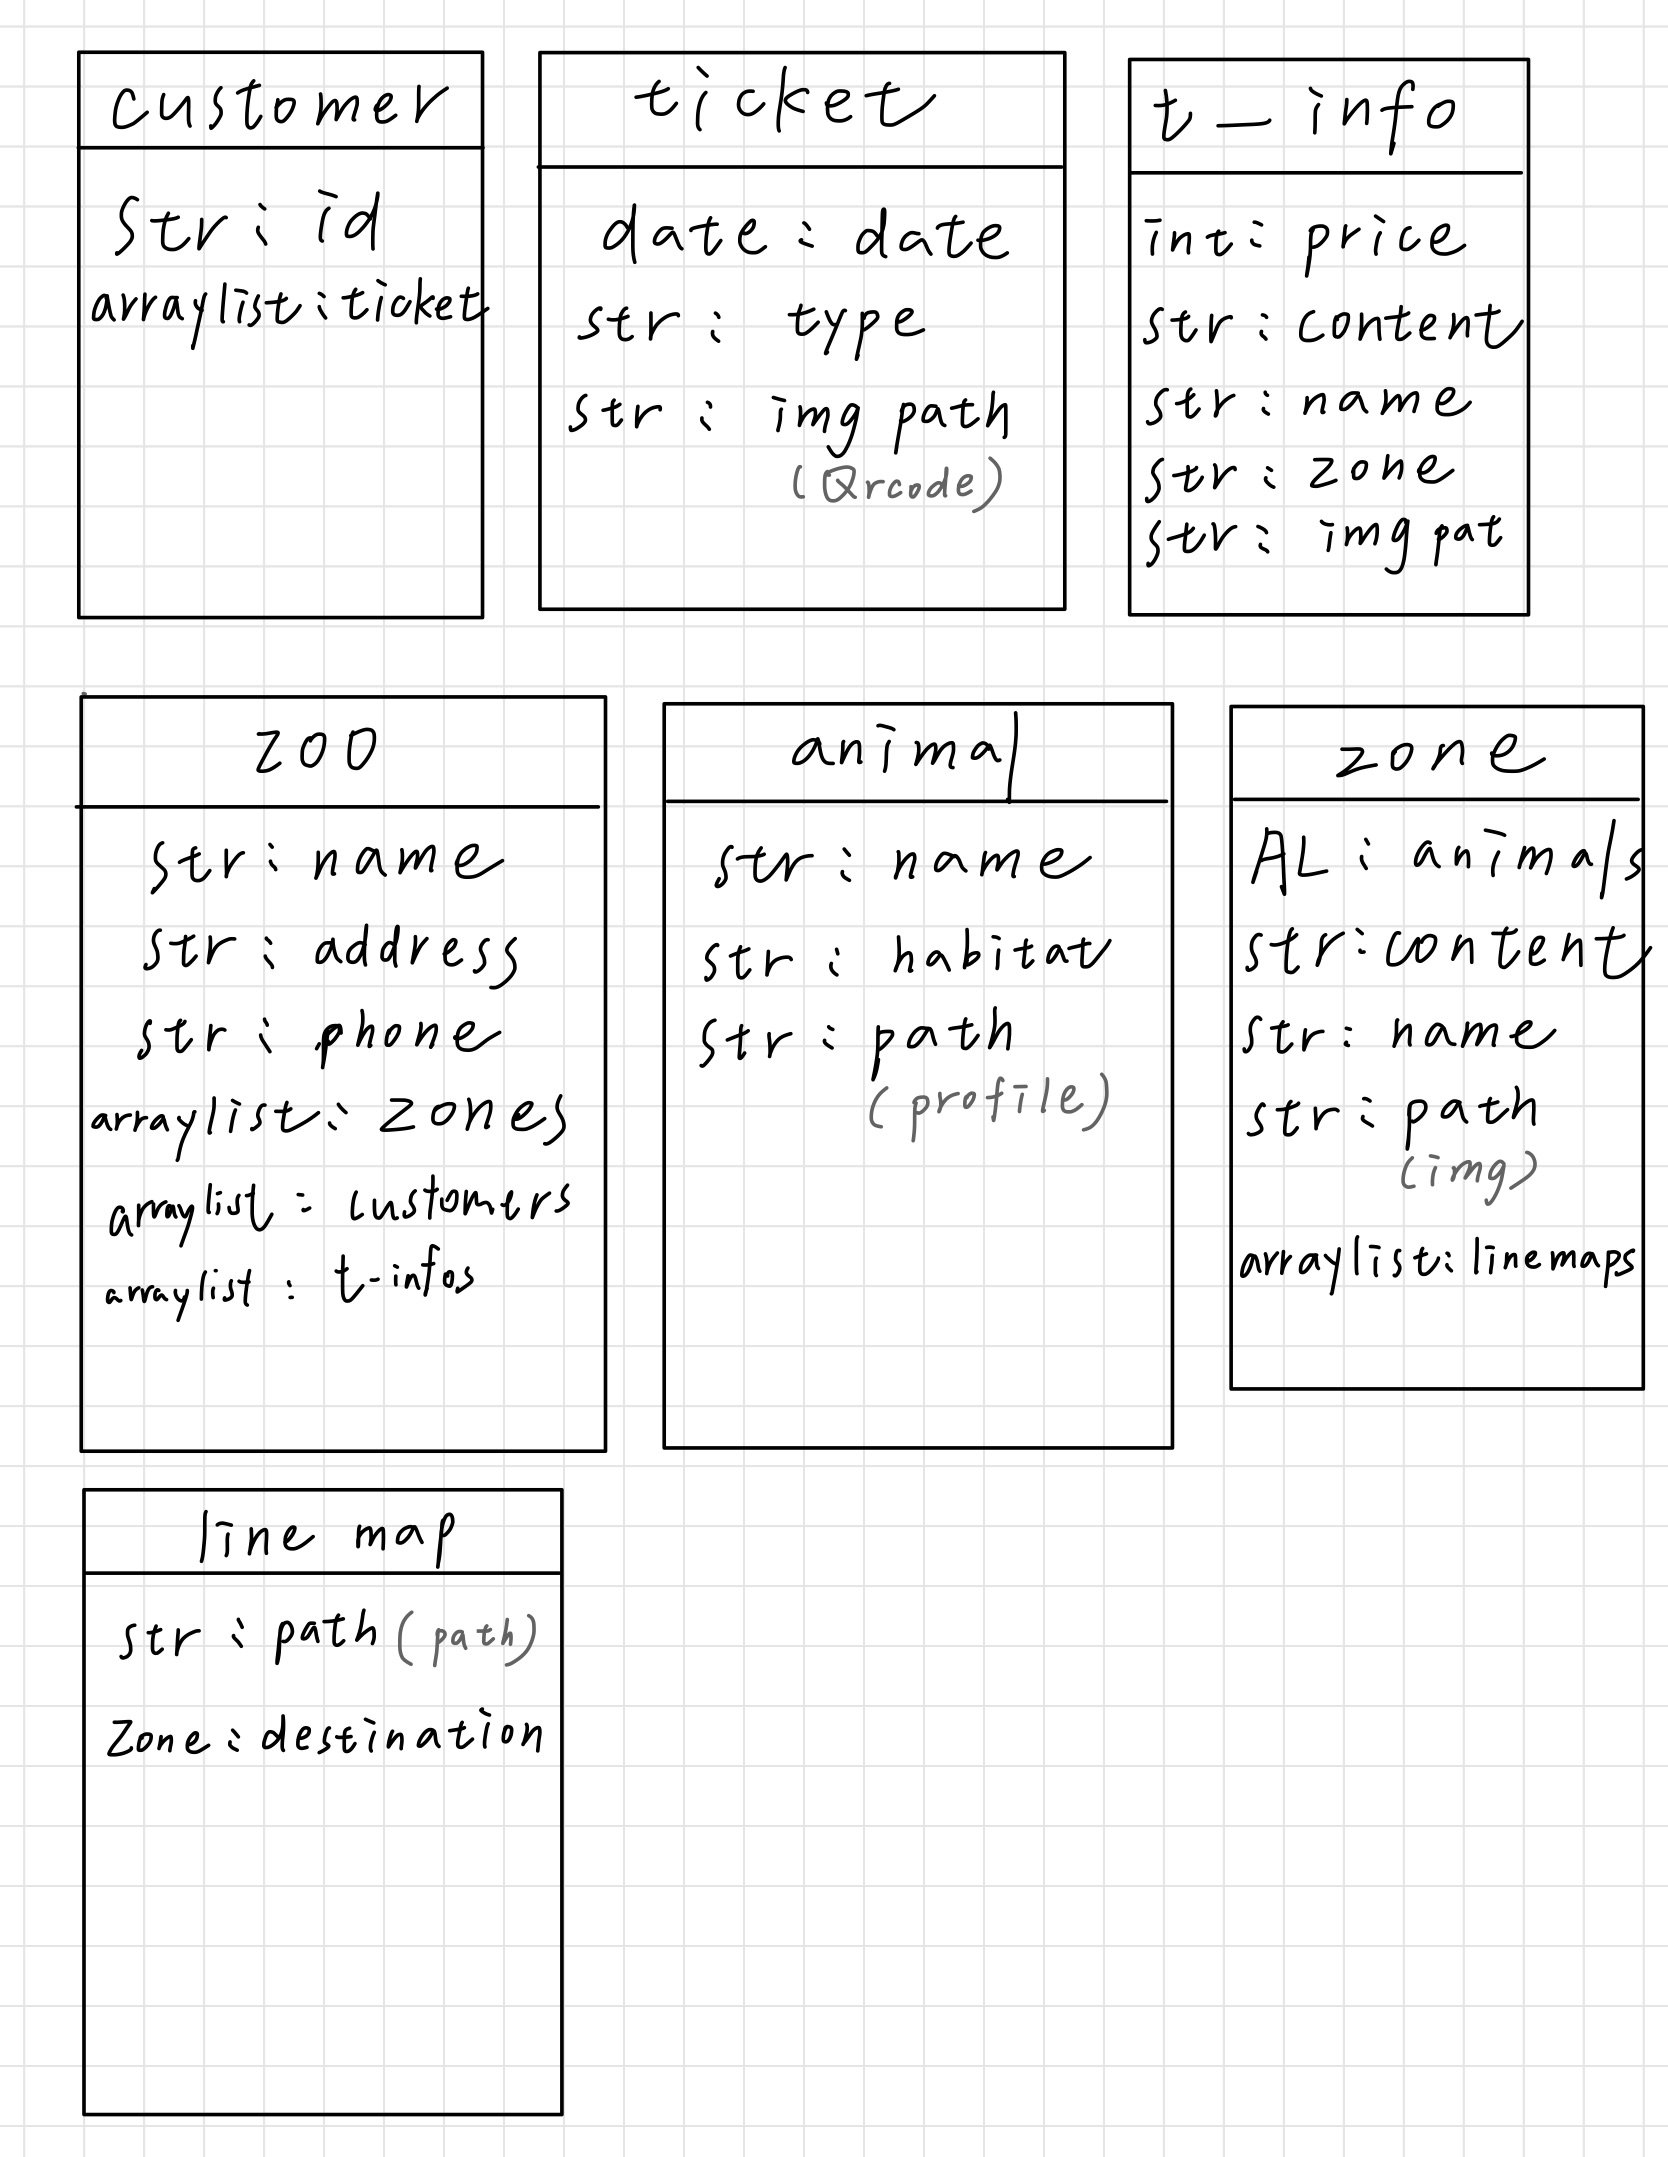 customer
str : id
arraylist : ticket
ticket
date : date
str : type
str : img path
(Qrcode)
t _ info
int : price
str : content
str : name
str : zone
str : img pat
zoo
str : name
str : address
str : phone
arraylist : zones
arraylist : customers
arraylist : t-infos
animal
str : name
str : habitat
str : path
(profile)
zone
AL : animals
str : content
str : name
str : path
(img)
arraylist : linemaps
line map
str : path (path)
Zone : destination